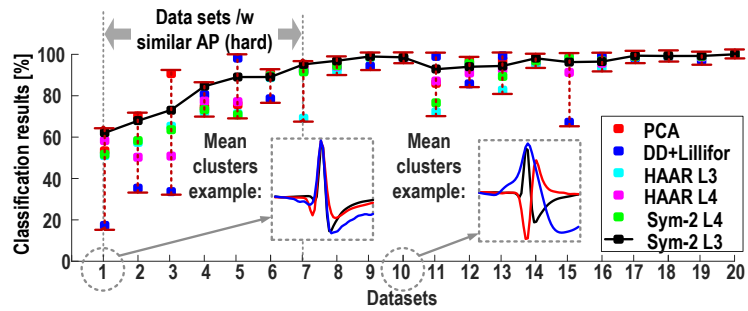 Data sets /w
similar AP (hard)
Classification results [%]
100
80
60
40
20
0
Mean
clusters
example:
Mean
clusters
example:
PCA
DD+Lillifor
HAAR L3
HAAR L4
Sym-2 L4
Sym-2 L3
1 2 3 4 5 6 7 8 9 10 11 12 13 14 15 16 17 18 19 20
Datasets